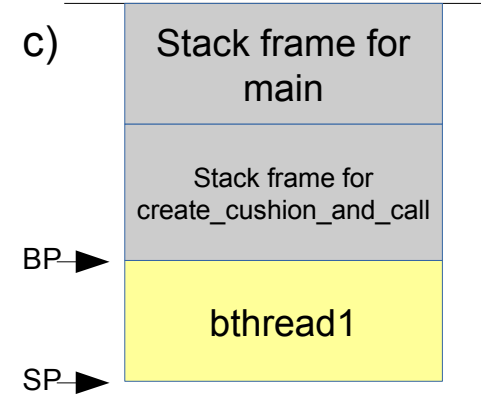 c)
Stack frame for
main
Stack frame for
create_cushion_and_call
BP
bthread1
SP